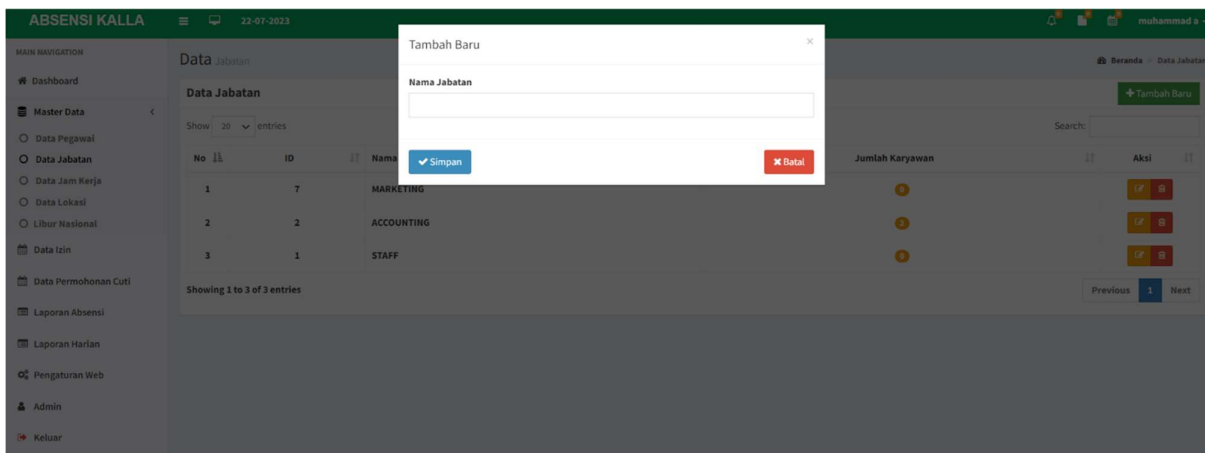 ABSENSI KALLA
22-07-2023
muhammad a
MAIN NAVIGATION
Dashboard
Master Data
Data Pegawai
Data Jabatan
Data Jam Kerja
Data Lokasi
Libur Nasional
Data Izin
Data Permohonan Cuti
Laporan Absensi
Laporan Harian
Pengaturan Web
Admin
Keluar
Data Jabatan
Beranda > Data Jabatan
Data Jabatan
Tambah Baru
Show 20 entries
Search:
No ID Nama Jumlah Karyawan Aksi
1 7 MARKETING 0
2 2 ACCOUNTING
3 1 STAFF 0
Showing 1 to 3 of 3 entries
Previous 1 Next
Tambah Baru ×
Nama Jabatan
Simpan
Batal